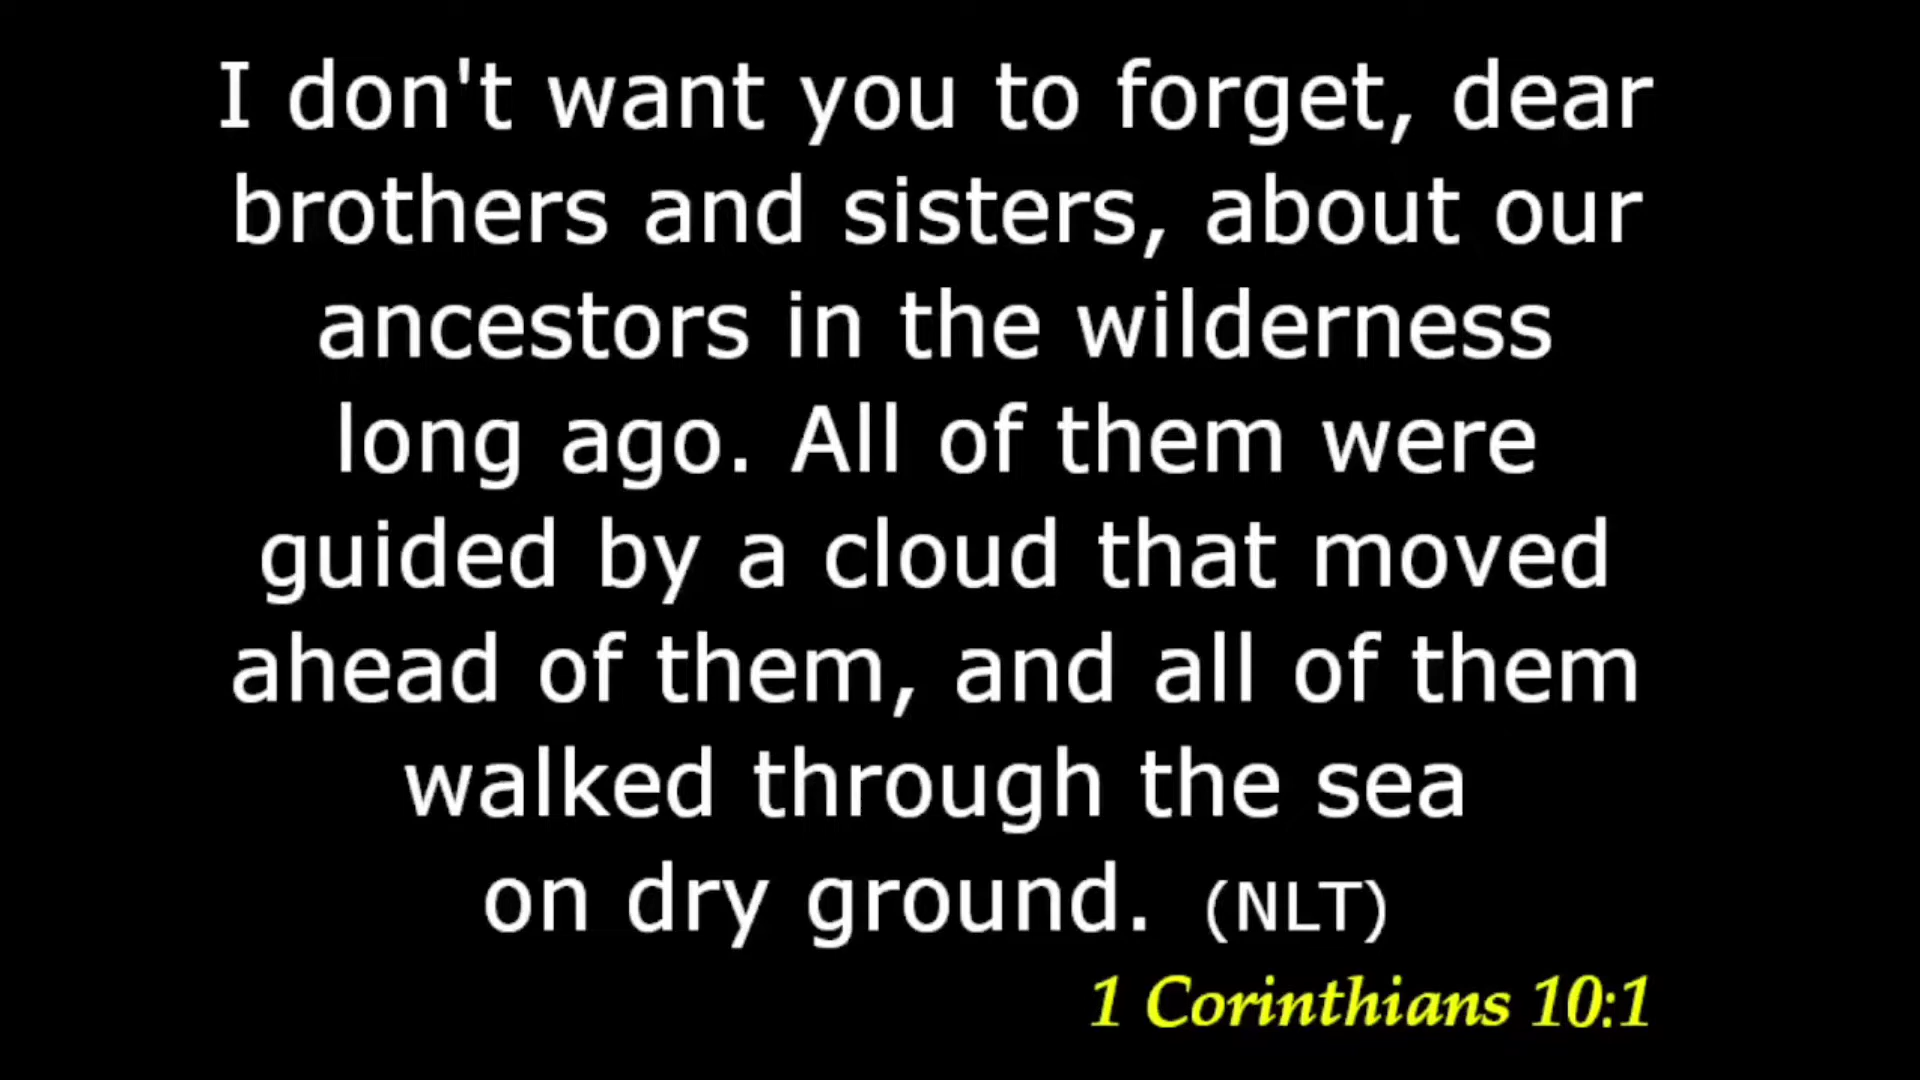 I don't want you to forget, dear
brothers and sisters, about our
ancestors in the wilderness
long ago. All of them were
guided by a cloud that moved
ahead of them, and all of them
walked through the sea
on dry ground. (NLT)
1 Corinthians 10:1